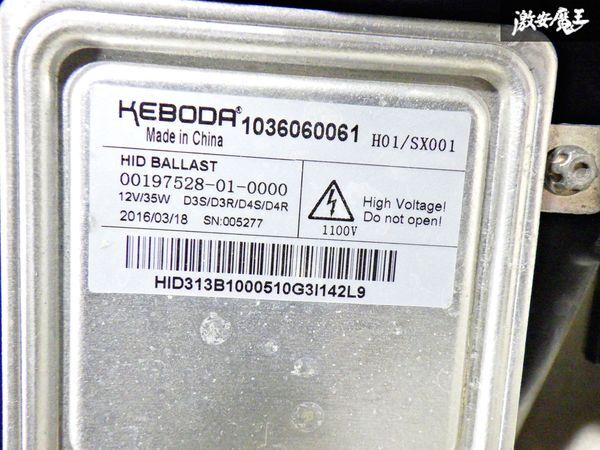 激安魔王
KEBODA® 1036060061 H01/SX001
Made in China
HID BALLAST
00197528-01-0000
12V/35W D3S/D3R/D4S/D4R
2016/03/18 SN:005277
1100V
High Voltage!
Do not open!
HID313B1000510G3I142L9